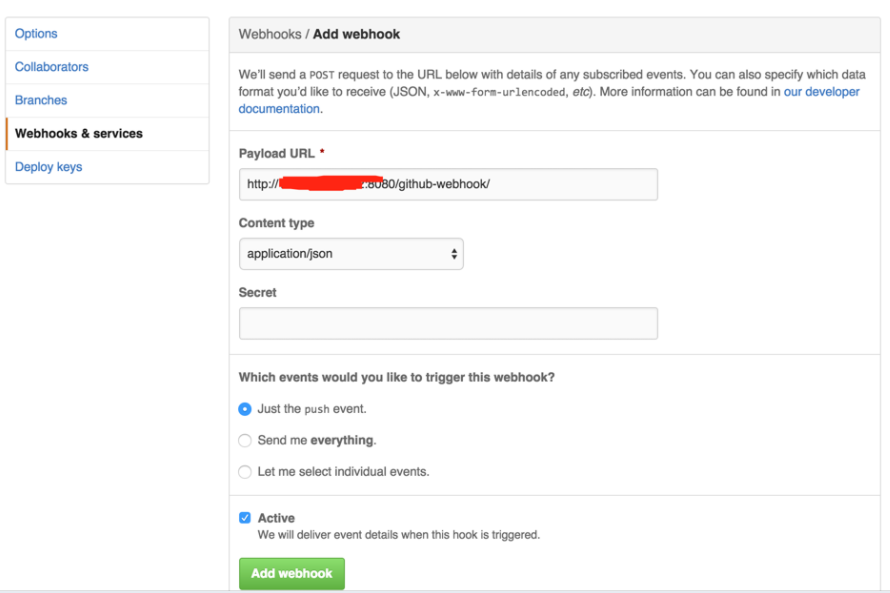 Options
Collaborators
Branches
Webhooks & services
Deploy keys
Webhooks / Add webhook
We'll send a POST request to the URL below with details of any subscribed events. You can also specify which data
format you'd like to receive (JSON, x-www-form-urlencoded, etc). More information can be found in our developer
documentation.
Payload URL *
http:// :8080/github-webhook/
Content type
application/json
Secret
Which events would you like to trigger this webhook?
Just the push event.
Send me everything.
Let me select individual events.
Active
We will deliver event details when this hook is triggered.
Add webhook